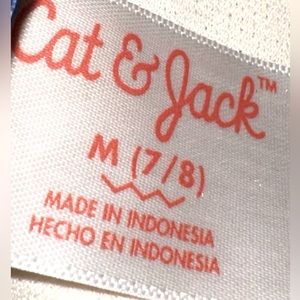 Cat & Jack™
M (7/8)
MADE IN INDONESIA
HECHO EN INDONESIA